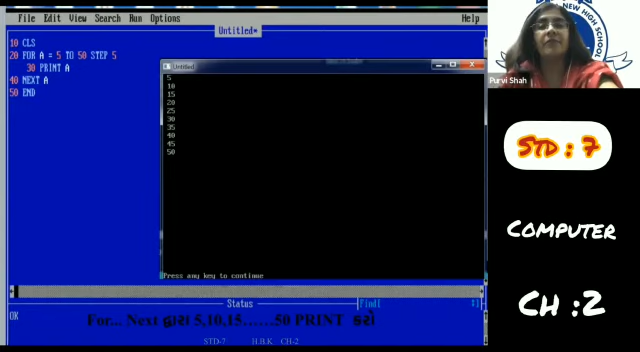 File Edit View Search Run Options Help
Untitled*
10 CLS
20 FOR A = 5 TO 50 STEP 5
30 PRINT A
40 NEXT A
50 END
Untitled
5
10
15
20
25
30
35
40
45
50
Press any key to continue
Status
Find(
OK
For... Next દ્વારા 5,10,15......50 PRINT કરો
STD-7 H.B.K CH-2
NEW HIGH SCHOOL
Purvi Shah
STD : 7
COMPUTER
CH :2